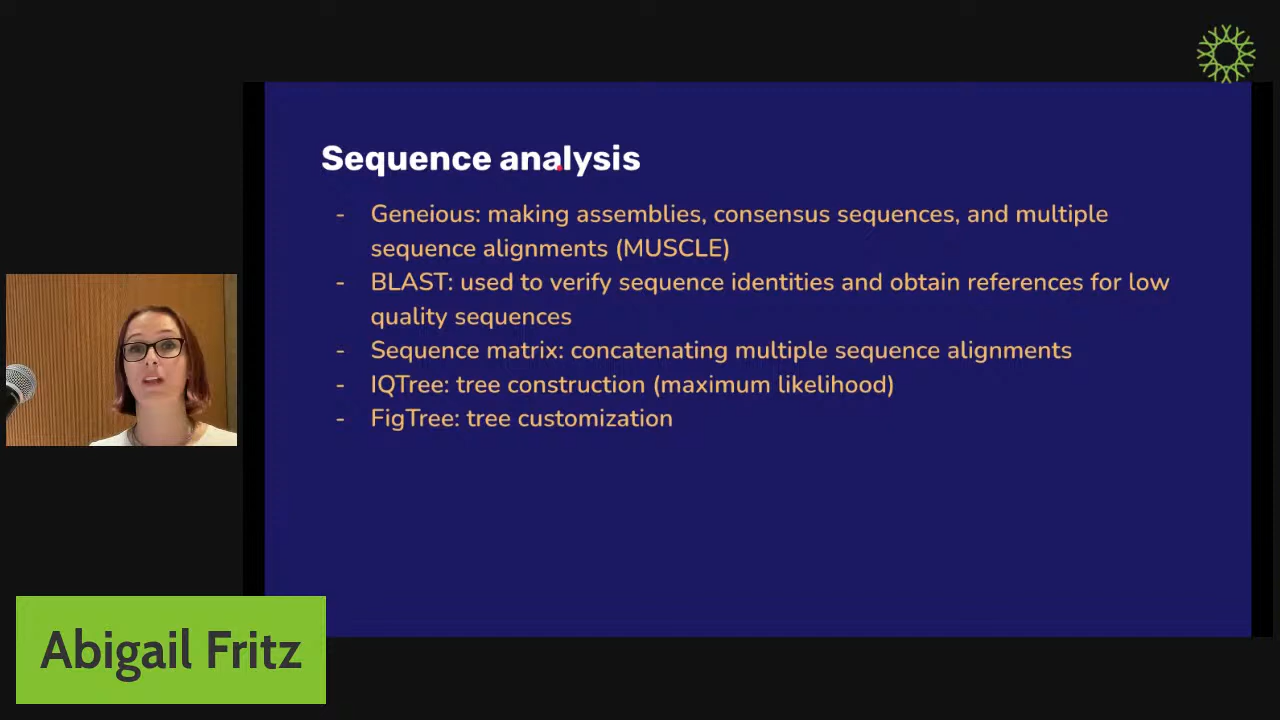 Sequence analysis
- Geneious: making assemblies, consensus sequences, and multiple
sequence alignments (MUSCLE)
- BLAST: used to verify sequence identities and obtain references for low
quality sequences
- Sequence matrix: concatenating multiple sequence alignments
- IQTree: tree construction (maximum likelihood)
- FigTree: tree customization
Abigail Fritz